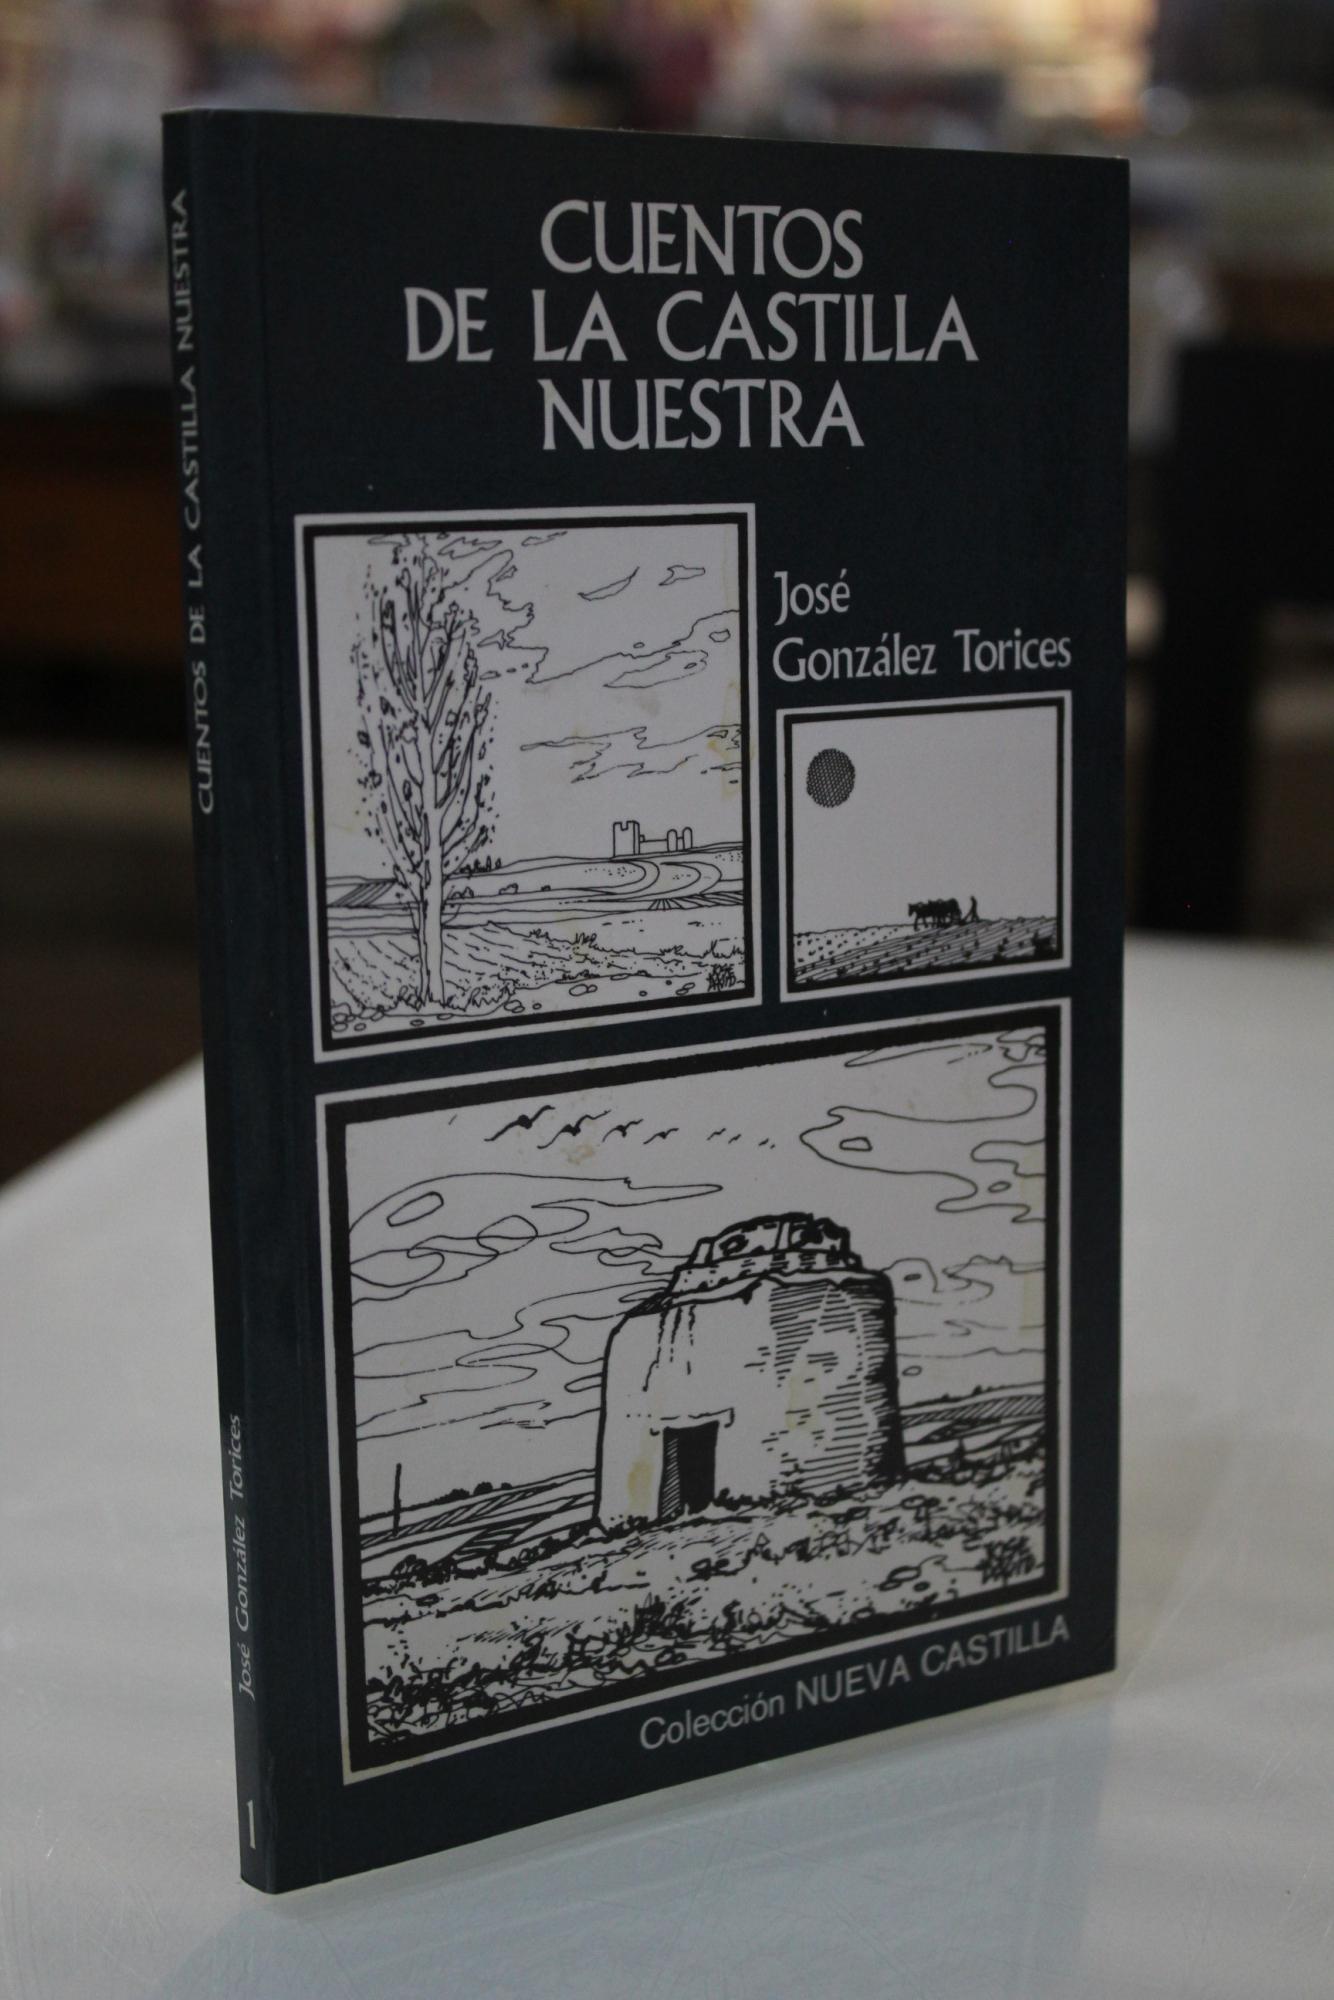 CUENTOS
DE LA CASTILLA
NUESTRA
José
González Torices
Colección NUEVA CASTILLA
CUENTOS DE LA CASTILLA NUESTRA
José González Torices
1